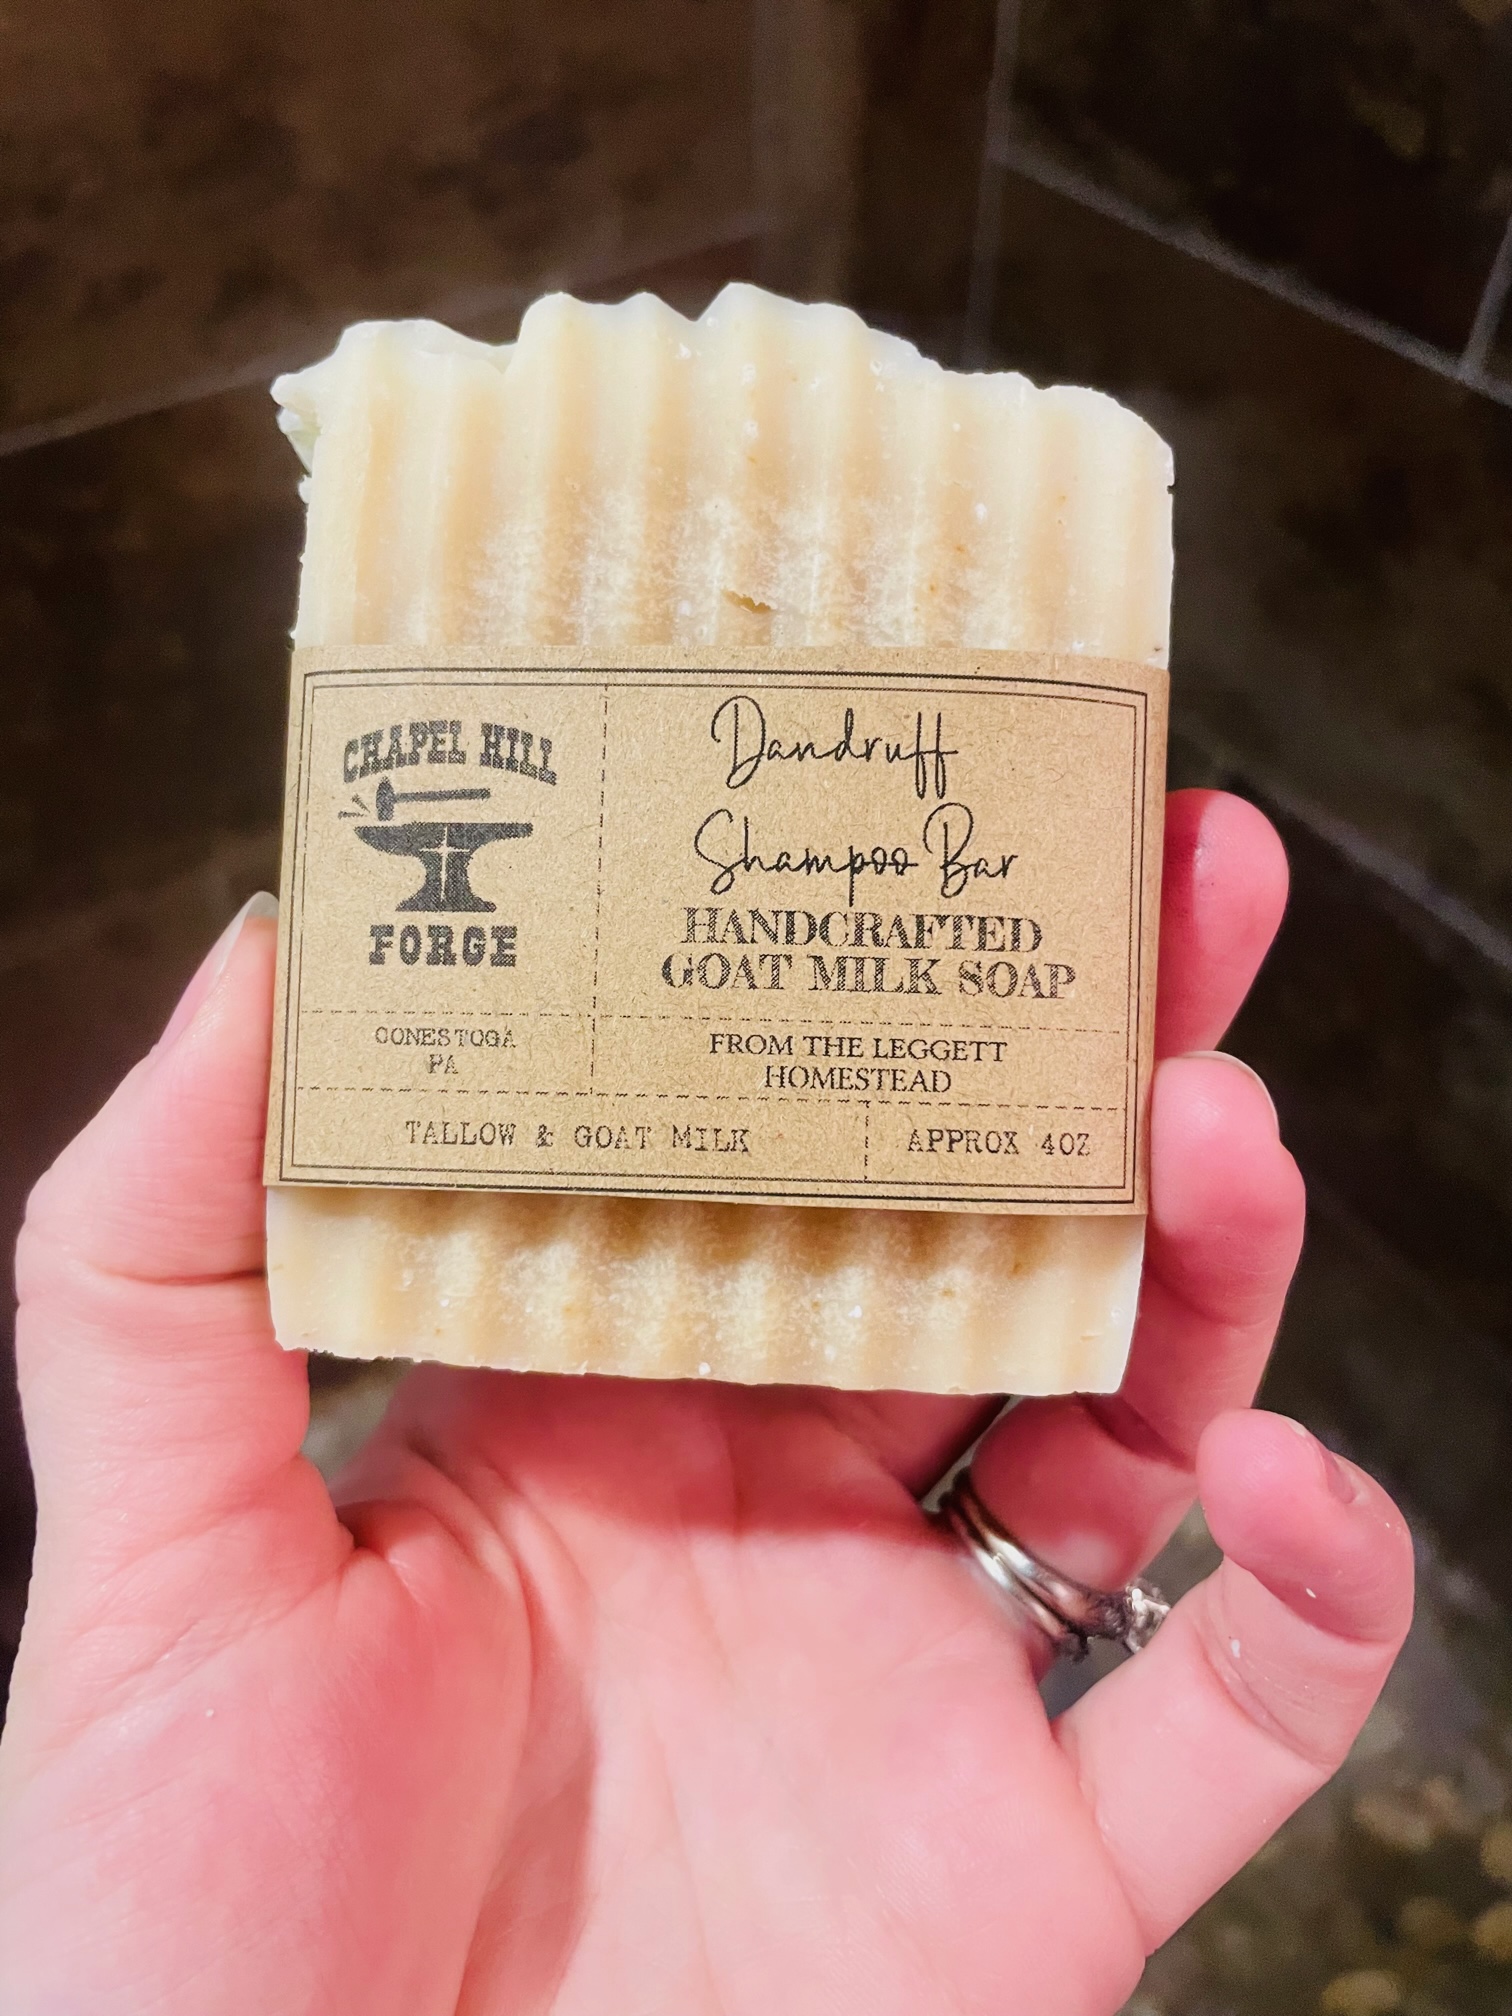 CHAPEL HILL
FORGE
Dandruff
Shampoo Bar
HANDCRAFTED
GOAT MILK SOAP
CONESTOGA
PA
FROM THE LEGGETT
HOMESTEAD
TALLOW & GOAT MILK
APPROX 4OZ